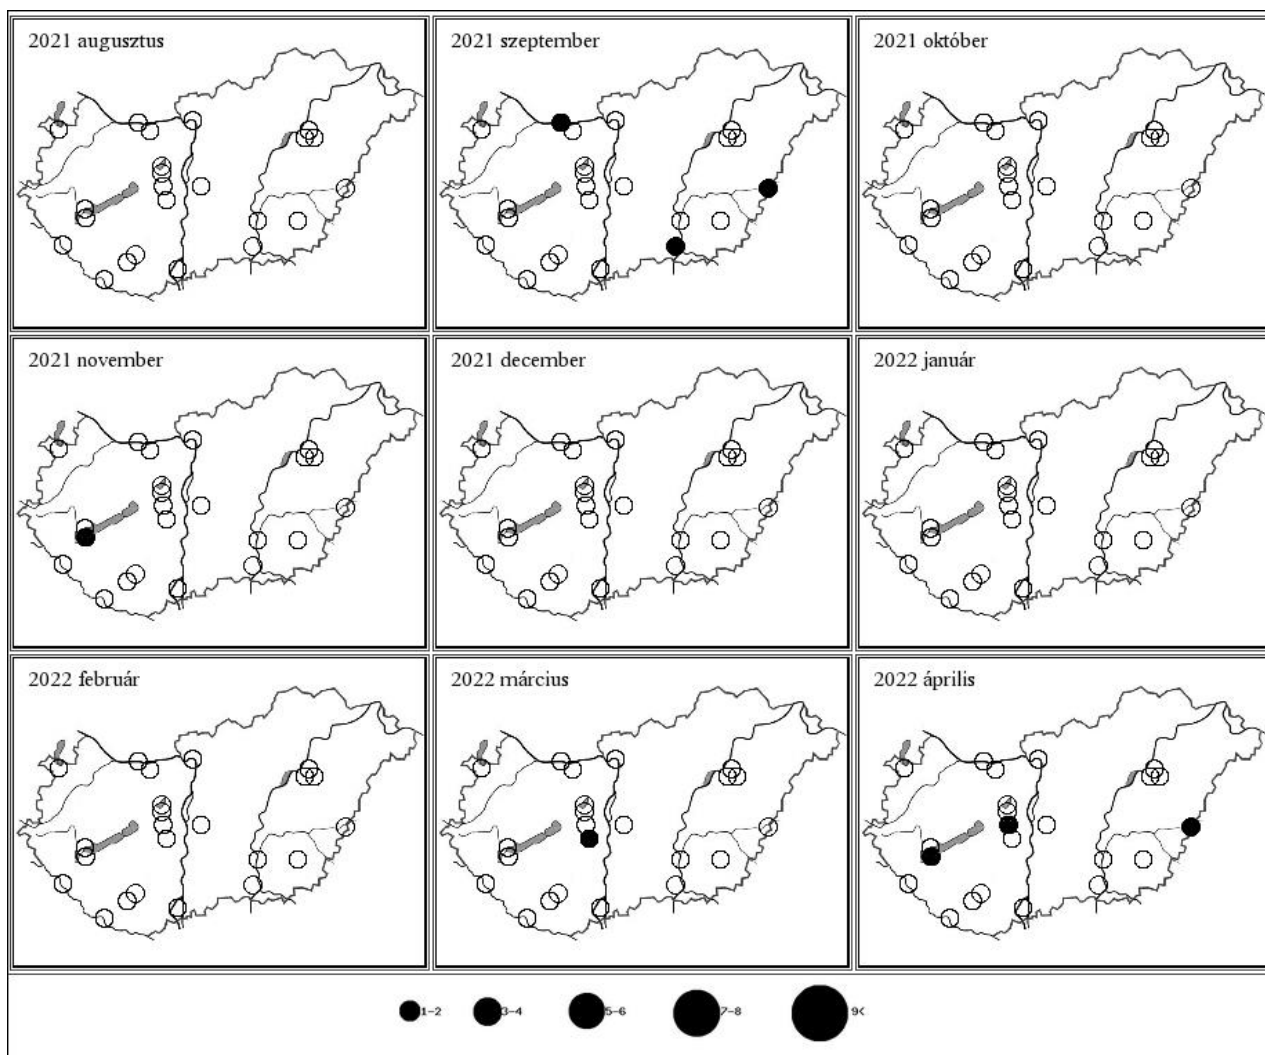 2021 augusztus
2021 szeptember
2021 október
2021 november
2021 december
2022 január
2022 február
2022 március
2022 április
1-2 3-4 5-6 7-8 9<